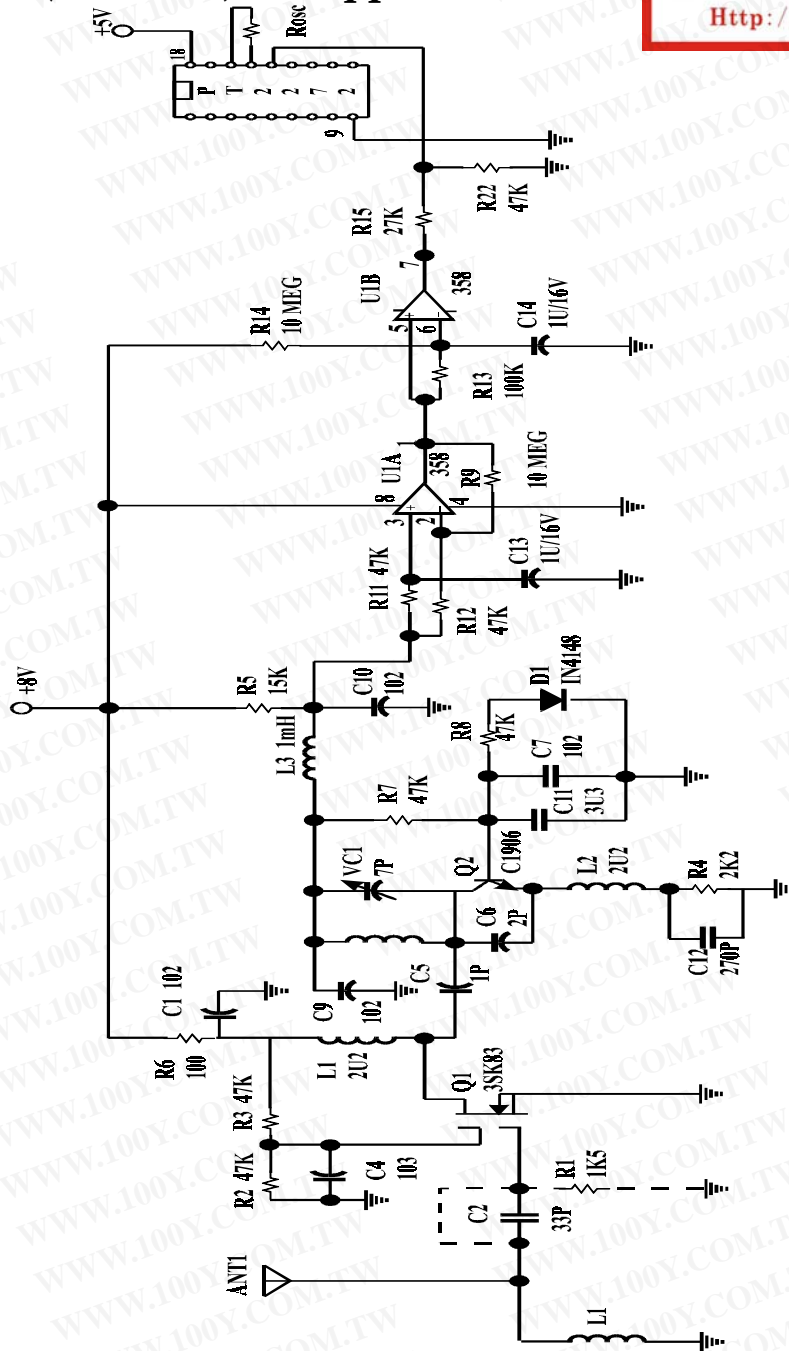 Http:/
+5V
18
Rosc
P T 2 2 7 2
9
R15
27K
R22
47K
7
U1B
358
5
6
+
-
R14
10 MEG
C14
1U/16V
R13
100K
1
U1A
358
8
3
2
4
+
R9
10 MEG
R11 47K
R12
47K
C13
1U/16V
+8V
R5
15K
C10
102
L3 1mH
R8
47K
D1
IN4148
C7
102
C11
3U3
R7
47K
VC1
7P
Q2
C1906
L2
2U2
R4
2K2
C12
270P
C6
2P
C5
1P
C9
102
C1 102
R6
100
L1
2U2
Q1
3SK83
R3 47K
R2 47K
C4
103
R1
1K5
C2
33P
ANT1
L1
WWW.100Y.COM.TW